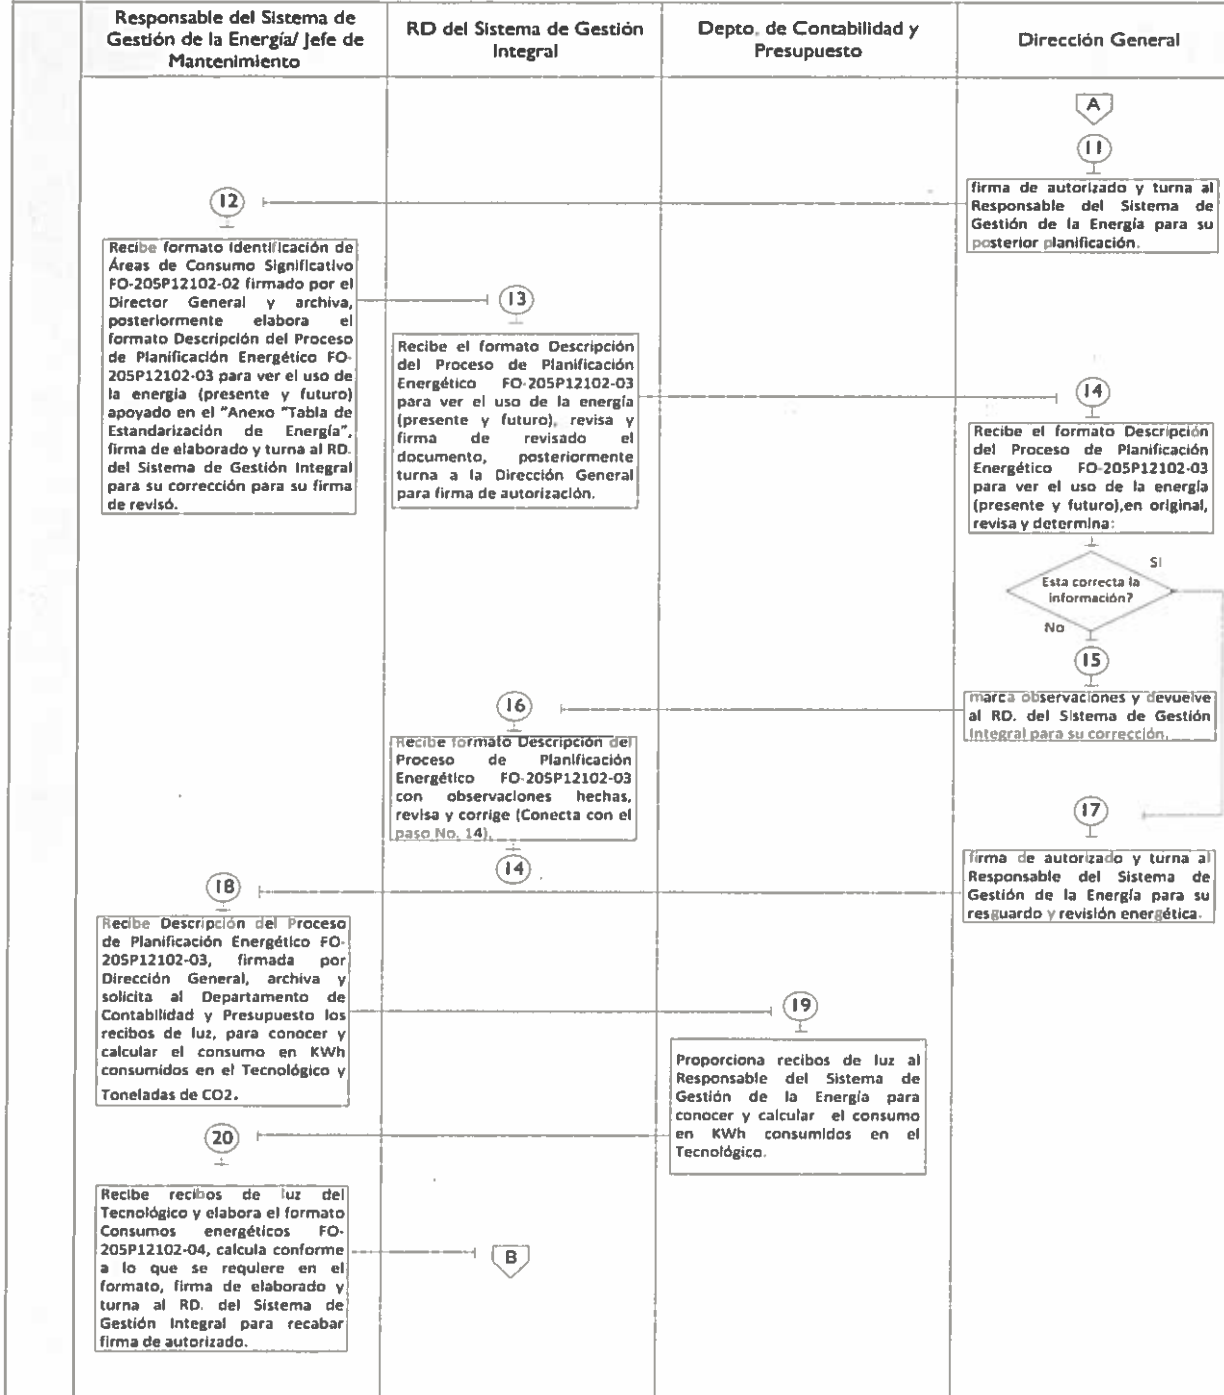 Responsable del Sistema de
Gestión de la Energía/ Jefe de
Mantenimiento
RD del Sistema de Gestión
Integral
Depto. de Contabilidad y
Presupuesto
Dirección General
A
11
firma de autorizado y turna al
Responsable del Sistema de
Gestión de la Energía para su
posterior planificación.
12
Recibe formato Identificación de
Áreas de Consumo Significativo
FO-205P12102-02 firmado por el
Director General y archiva,
posteriormente elabora el
formato Descripción del Proceso
de Planificación Energético FO-
205P12102-03 para ver el uso de
la energía (presente y futuro)
apoyado en el "Anexo "Tabla de
Estandarización de Energía",
firma de elaborado y turna al RD.
del Sistema de Gestión Integral
para su corrección para su firma
de revisó.
13
Recibe el formato Descripción
del Proceso de Planificación
Energético FO-205P12102-03
para ver el uso de la energía
(presente y futuro), revisa y
firma de revisado el
documento, posteriormente
turna a la Dirección General
para firma de autorización.
14
Recibe el formato Descripción
del Proceso de Planificación
Energético FO-205P12102-03
para ver el uso de la energía
(presente y futuro),en original,
revisa y determina:
Esta correcta la
información?
Si
No
15
marca observaciones y devuelve
al RD. del Sistema de Gestión
Integral para su corrección.
16
Recibe formato Descripción del
Proceso de Planificación
Energético FO-205P12102-03
con observaciones hechas,
revisa y corrige (Conecta con el
paso No. 14).
14
17
firma de autorizado y turna al
Responsable del Sistema de
Gestión de la Energía para su
resguardo y revisión energética.
18
Recibe Descripción del Proceso
de Planificación Energético FO-
205P12102-03, firmada por
Dirección General, archiva y
solicita al Departamento de
Contabilidad y Presupuesto los
recibos de luz, para conocer y
calcular el consumo en KWh
consumidos en el Tecnológico y
Toneladas de CO2.
19
Proporciona recibos de luz al
Responsable del Sistema de
Gestión de la Energía para
conocer y calcular el consumo
en KWh consumidos en el
Tecnológico.
20
Recibe recibos de luz del
Tecnológico y elabora el formato
Consumos energéticos FO-
205P12102-04, calcula conforme
a lo que se requiere en el
formato, firma de elaborado y
turna al RD. del Sistema de
Gestión Integral para recabar
firma de autorizado.
B